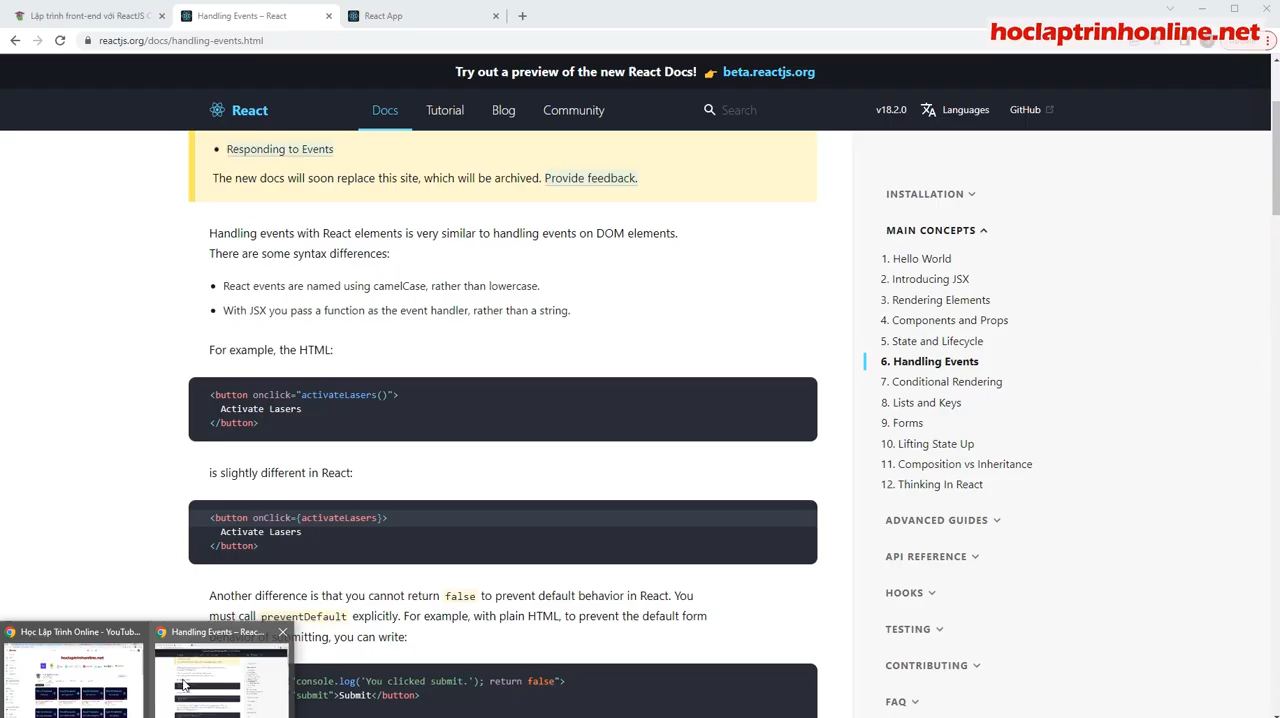 Lập trình front-end với ReactJS C
Handling Events – React
React App
reactjs.org/docs/handling-events.html
hoclaptrinhonline.net
Try out a preview of the new React Docs! 👉 beta.reactjs.org
React
Docs
Tutorial
Blog
Community
Search
v18.2.0
Languages
GitHub
Responding to Events
The new docs will soon replace this site, which will be archived. Provide feedback.
Handling events with React elements is very similar to handling events on DOM elements.
There are some syntax differences:
React events are named using camelCase, rather than lowercase.
With JSX you pass a function as the event handler, rather than a string.
For example, the HTML:
<button onclick="activateLasers()">
Activate Lasers
</button>
is slightly different in React:
<button onClick={activateLasers}>
Activate Lasers
</button>
Another difference is that you cannot return false to prevent default behavior in React. You
must call preventDefault explicitly. For example, with plain HTML, to prevent the default form
submitting, you can write:
console.log('You clicked submit.'); return false">
"submit">Submit</button>
INSTALLATION
MAIN CONCEPTS
1. Hello World
2. Introducing JSX
3. Rendering Elements
4. Components and Props
5. State and Lifecycle
6. Handling Events
7. Conditional Rendering
8. Lists and Keys
9. Forms
10. Lifting State Up
11. Composition vs Inheritance
12. Thinking In React
ADVANCED GUIDES
API REFERENCE
HOOKS
TESTING
CONTRIBUTING
FAQ
Học Lập Trình Online - YouTub...
Handling Events – Reac...